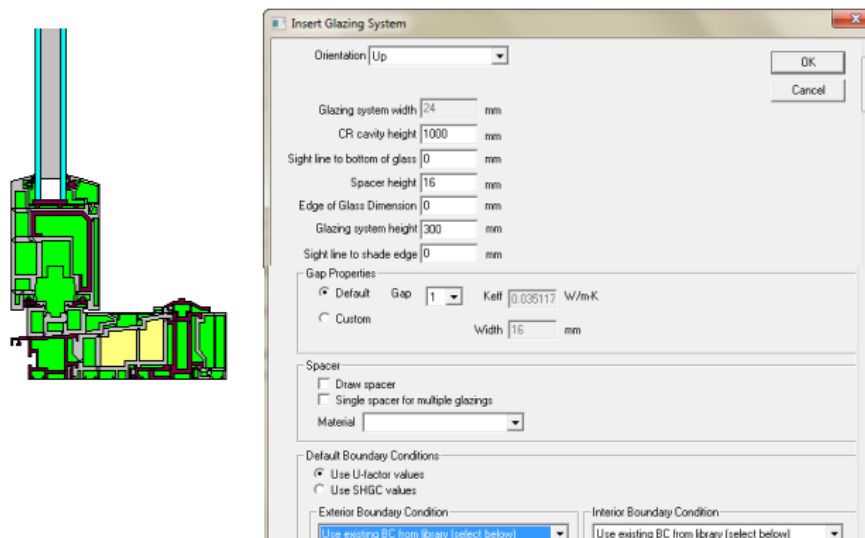 Insert Glazing System
Orientation Up
OK
Cancel
Glazing system width 24 mm
CR cavity height 1000 mm
Sight line to bottom of glass 0 mm
Spacer height 16 mm
Edge of Glass Dimension 0 mm
Glazing system height 300 mm
Sight line to shade edge 0 mm
Gap Properties
Default Gap 1 Keff 0.035117 W/m-K
Custom
Width 16 mm
Spacer
Draw spacer
Single spacer for multiple glazings
Material
Default Boundary Conditions
Use U-factor values
Use SHGC values
Exterior Boundary Condition Interior Boundary Condition
Use existing BC from library (select below) Use existing BC from library (select below)